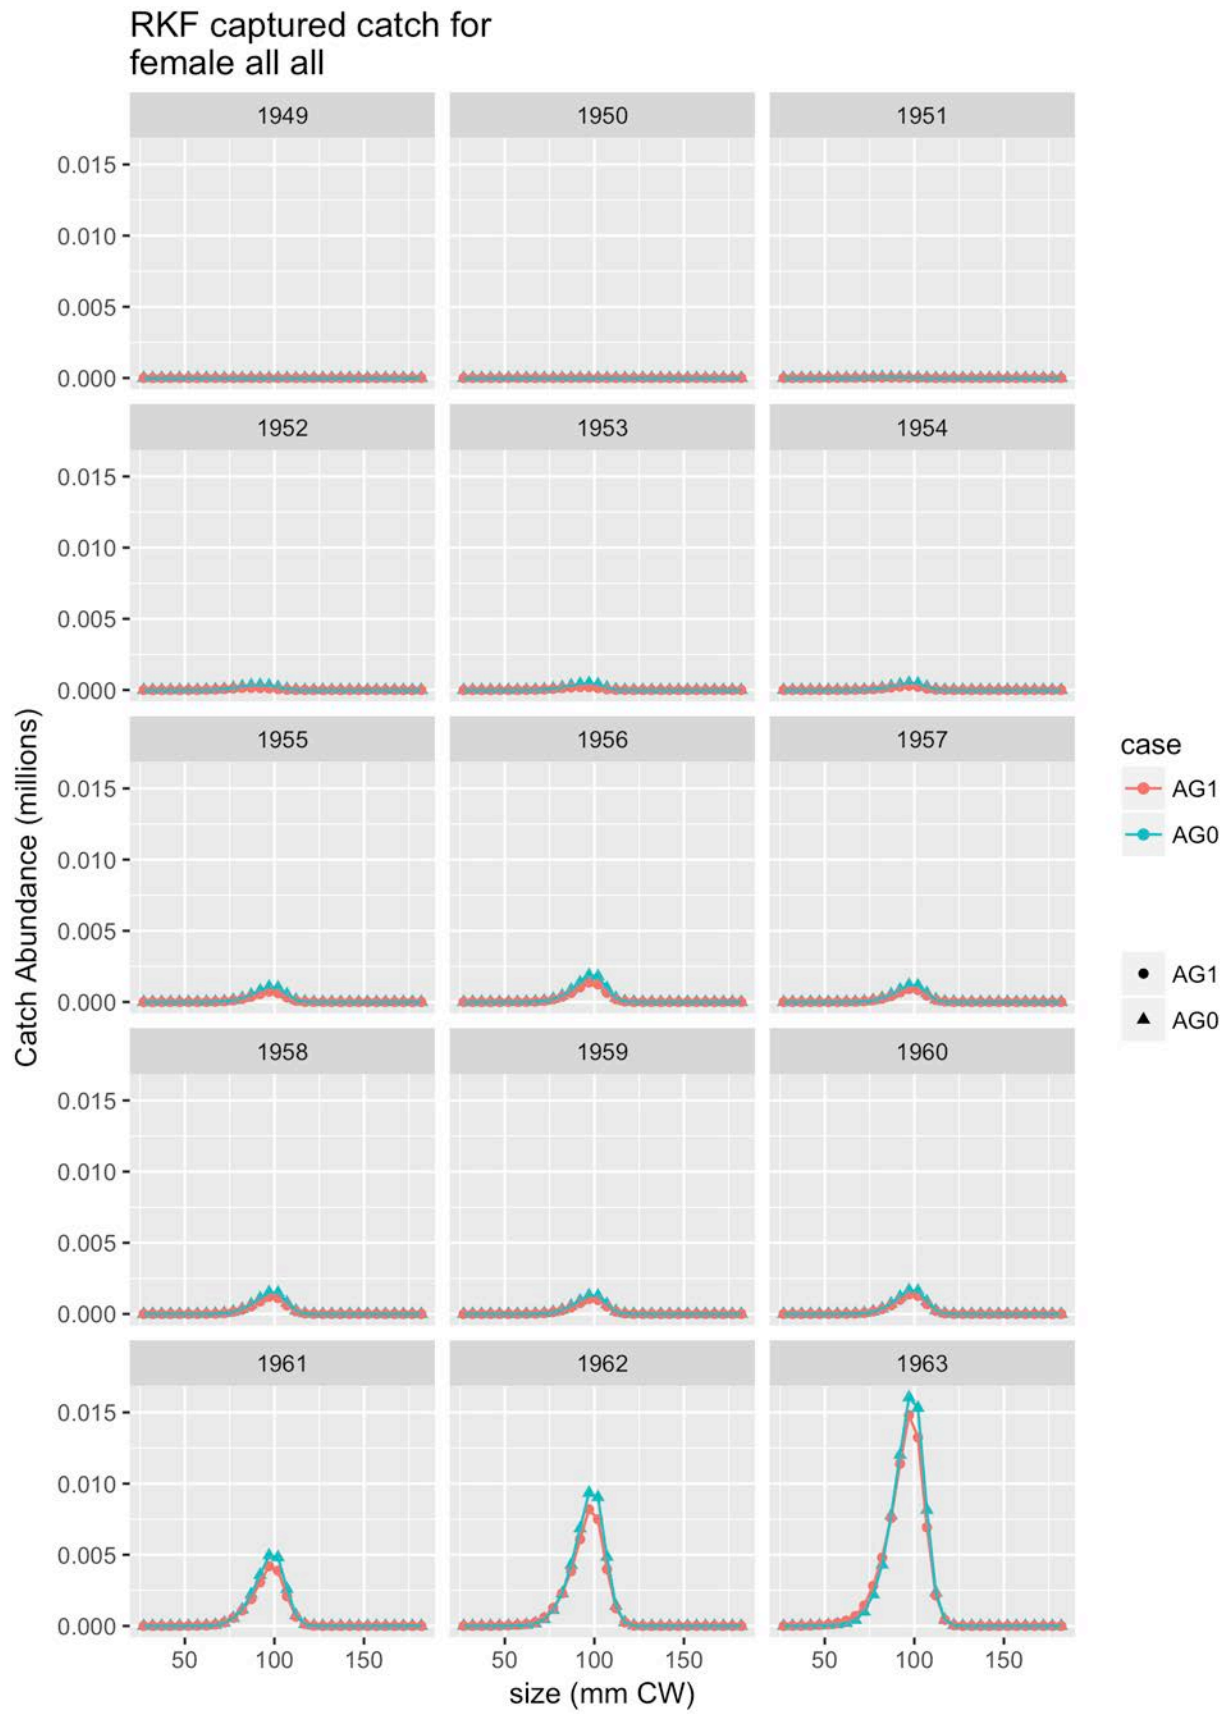 RKF captured catch for
female all all
1949 1950 1951
0.015
0.010
0.005
0.000
1952 1953 1954
0.015
0.010
0.005
0.000
1955 1956 1957
0.015
0.010
0.005
0.000
1958 1959 1960
0.015
0.010
0.005
0.000
1961 1962 1963
0.015
0.010
0.005
0.000
50 100 150 50 100 150 50 100 150
size (mm CW)
Catch Abundance (millions)
case
AG1
AG0
AG1
AG0